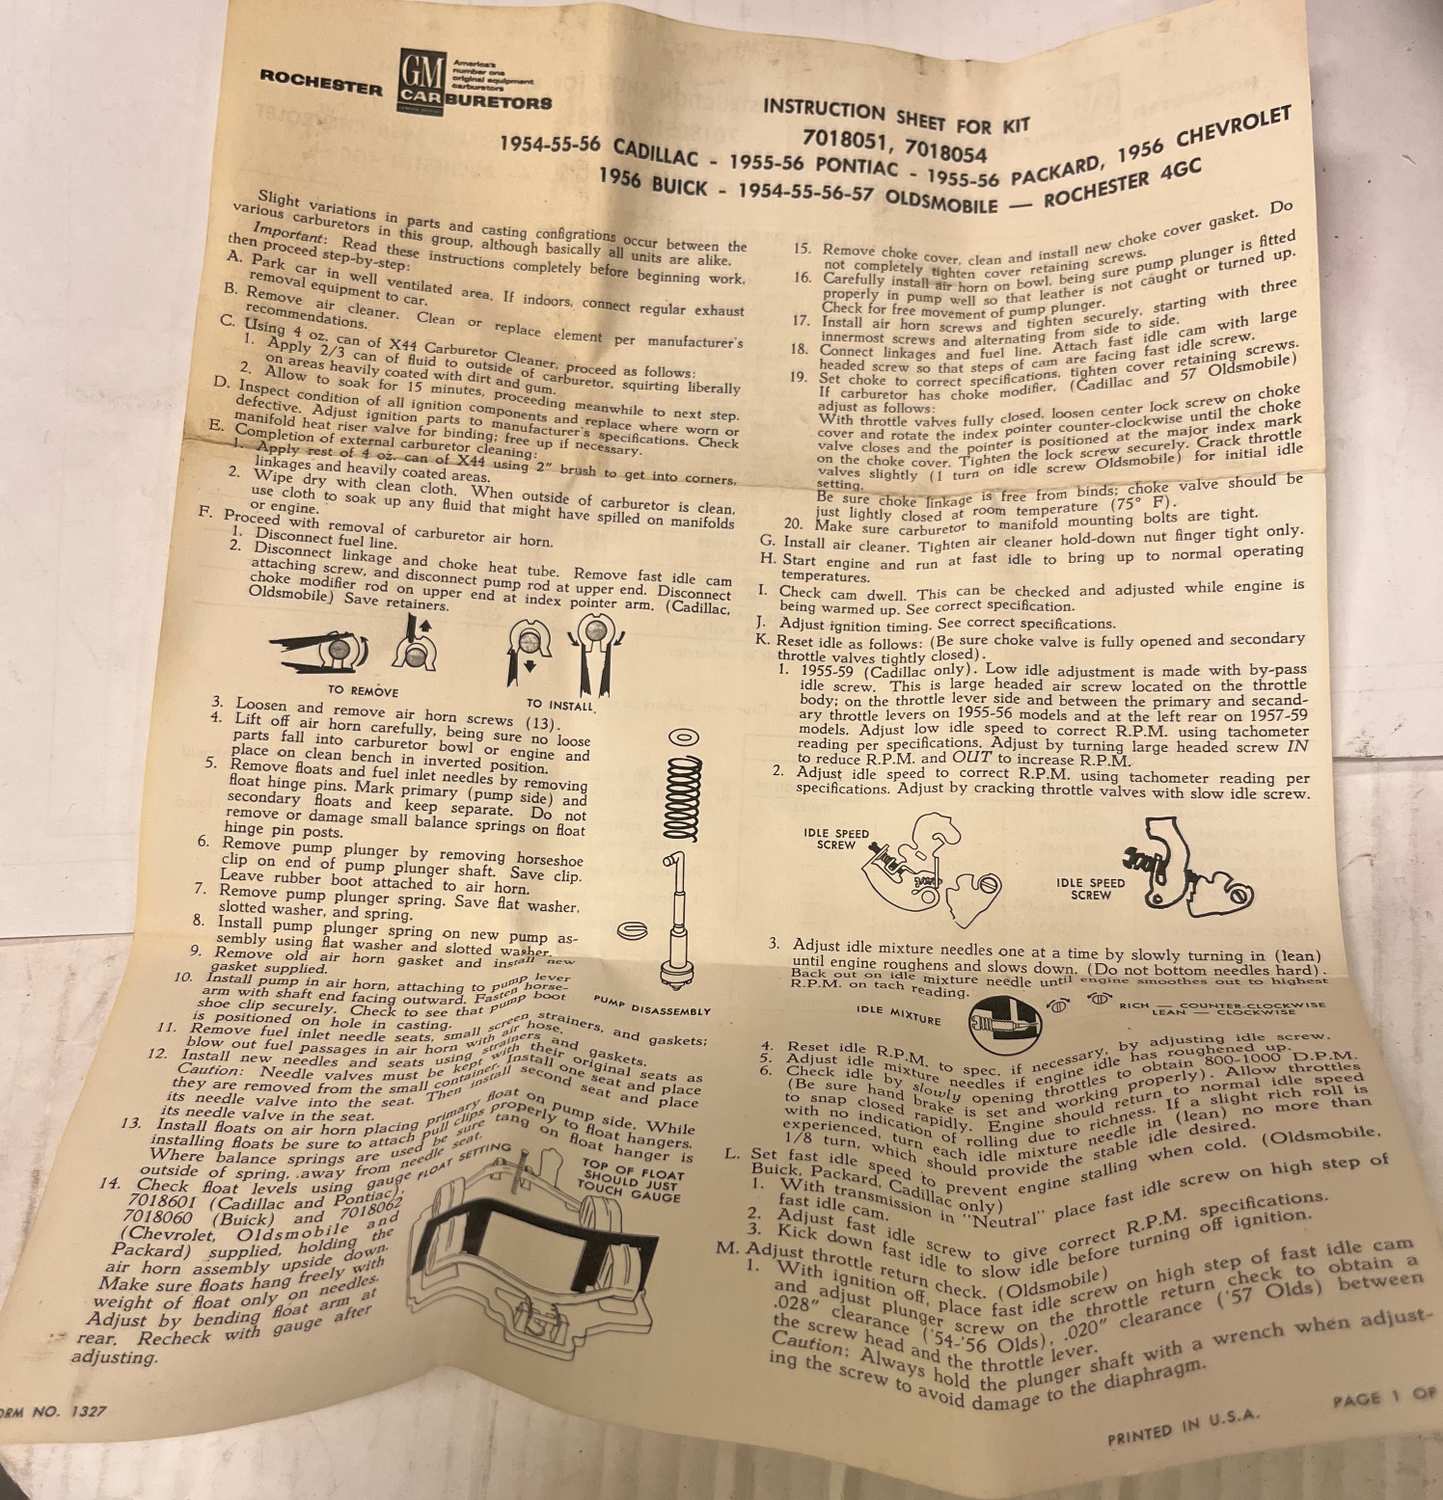 ROCHESTER GM CARBURETORS
America's
number one
original equipment
carburetors
INSTRUCTION SHEET FOR KIT
7018051, 7018054
1954-55-56 CADILLAC - 1955-56 PONTIAC - 1955-56 PACKARD, 1956 CHEVROLET
1956 BUICK - 1954-55-56-57 OLDSMOBILE — ROCHESTER 4GC
Slight variations in parts and casting configrations occur between the
various carburetors in this group, although basically all units are alike.
Important: Read these instructions completely before beginning work,
then proceed step-by-step:
A. Park car in well ventilated area. If indoors, connect regular exhaust
removal equipment to car.
B. Remove air cleaner. Clean or replace element per manufacturer's
recommendations.
C. Using 4 oz. can of X44 Carburetor Cleaner, proceed as follows:
1. Apply 2/3 can of fluid to outside of carburetor, squirting liberally
on areas heavily coated with dirt and gum.
2. Allow to soak for 15 minutes, proceeding meanwhile to next step.
D. Inspect condition of all ignition components and replace where worn or
defective. Adjust ignition parts to manufacturer's specifications. Check
manifold heat riser valve for binding; free up if necessary.
E. Completion of external carburetor cleaning:
1. Apply rest of 4 oz. can of X44 using 2" brush to get into corners,
linkages and heavily coated areas.
2. Wipe dry with clean cloth. When outside of carburetor is clean,
use cloth to soak up any fluid that might have spilled on manifolds
or engine.
F. Proceed with removal of carburetor air horn.
1. Disconnect fuel line.
2. Disconnect linkage and choke heat tube. Remove fast idle cam
attaching screw, and disconnect pump rod at upper end. Disconnect
choke modifier rod on upper end at index pointer arm. (Cadillac,
Oldsmobile) Save retainers.
TO REMOVE
TO INSTALL
3. Loosen and remove air horn screws (13).
4. Lift off air horn carefully, being sure no loose
parts fall into carburetor bowl or engine and
place on clean bench in inverted position.
5. Remove floats and fuel inlet needles by removing
float hinge pins. Mark primary (pump side) and
secondary floats and keep separate. Do not
remove or damage small balance springs on float
hinge pin posts.
6. Remove pump plunger by removing horseshoe
clip on end of pump plunger shaft. Save clip.
Leave rubber boot attached to air horn.
7. Remove pump plunger spring. Save flat washer,
slotted washer, and spring.
8. Install pump plunger spring on new pump as-
sembly using flat washer and slotted washer.
9. Remove old air horn gasket and install new
gasket supplied.
10. Install pump in air horn, attaching to pump lever
arm with shaft end facing outward. Fasten horse-
shoe clip securely. Check to see that pump boot
is positioned on hole in casting.
PUMP DISASSEMBLY
11. Remove fuel inlet needle seats, small screen strainers, and gaskets;
blow out fuel passages in air horn with air hose.
12. Install new needles and seats using strainers and gaskets.
Caution: Needle valves must be kept with their original seats as
they are removed from the small container. Install one seat and place
its needle valve into the seat. Then install second seat and place
its needle valve in the seat.
13. Install floats on air horn placing primary float on pump side. While
installing floats be sure to attach pull clips properly to float hangers.
Where balance springs are used be sure tang on float hanger is
outside of spring, away from needle seat.
14. Check float levels using gauge
7018601 (Cadillac and Pontiac),
7018060 (Buick) and 7018062
(Chevrolet, Oldsmobile and
Packard) supplied, holding the
air horn assembly upside down.
Make sure floats hang freely with
weight of float only on needles.
Adjust by bending float arm at
rear. Recheck with gauge after
adjusting.
FLOAT SETTING
TOP OF FLOAT
SHOULD JUST
TOUCH GAUGE
15. Remove choke cover, clean and install new choke cover gasket. Do
not completely tighten cover retaining screws.
16. Carefully install air horn on bowl, being sure pump plunger is fitted
properly in pump well so that leather is not caught or turned up.
Check for free movement of pump plunger.
17. Install air horn screws and tighten securely, starting with three
innermost screws and alternating from side to side.
18. Connect linkages and fuel line. Attach fast idle cam with large
headed screw so that steps of cam are facing fast idle screw.
19. Set choke to correct specifications, tighten cover retaining screws.
If carburetor has choke modifier, (Cadillac and 57 Oldsmobile)
adjust as follows:
With throttle valves fully closed, loosen center lock screw on choke
cover and rotate the index pointer counter-clockwise until the choke
valve closes and the pointer is positioned at the major index mark
on the choke cover. Tighten the lock screw securely. Crack throttle
valves slightly (1 turn on idle screw Oldsmobile) for initial idle
setting.
Be sure choke linkage is free from binds; choke valve should be
just lightly closed at room temperature (75° F).
20. Make sure carburetor to manifold mounting bolts are tight.
G. Install air cleaner. Tighten air cleaner hold-down nut finger tight only.
H. Start engine and run at fast idle to bring up to normal operating
temperatures.
I. Check cam dwell. This can be checked and adjusted while engine is
being warmed up. See correct specification.
J. Adjust ignition timing. See correct specifications.
K. Reset idle as follows: (Be sure choke valve is fully opened and secondary
throttle valves tightly closed).
1. 1955-59 (Cadillac only). Low idle adjustment is made with by-pass
idle screw. This is large headed air screw located on the throttle
body; on the throttle lever side and between the primary and second-
ary throttle levers on 1955-56 models and at the left rear on 1957-59
models. Adjust low idle speed to correct R.P.M. using tachometer
reading per specifications. Adjust by turning large headed screw IN
to reduce R.P.M. and OUT to increase R.P.M.
2. Adjust idle speed to correct R.P.M. using tachometer reading per
specifications. Adjust by cracking throttle valves with slow idle screw.
IDLE SPEED
SCREW
IDLE SPEED
SCREW
3. Adjust idle mixture needles one at a time by slowly turning in (lean)
until engine roughens and slows down. (Do not bottom needles hard).
Back out on idle mixture needle until engine smoothes out to highest
R.P.M. on tach reading.
IDLE MIXTURE
RICH — COUNTER-CLOCKWISE
LEAN — CLOCKWISE
4. Reset idle R.P.M. to spec. if necessary, by adjusting idle screw.
5. Adjust idle mixture needles if engine idle has roughened up.
6. Check idle by slowly opening throttles to obtain 800-1000 D.P.M.
(Be sure hand brake is set and working properly). Allow throttles
to snap closed rapidly. Engine should return to normal idle speed
with no indication of rolling due to richness. If a slight rich roll is
experienced, turn each idle mixture needle in (lean) no more than
1/8 turn, which should provide the stable idle desired.
L. Set fast idle speed to prevent engine stalling when cold. (Oldsmobile,
Buick, Packard, Cadillac only)
1. With transmission in "Neutral" place fast idle screw on high step of
fast idle cam.
2. Adjust fast idle screw to give correct R.P.M. specifications.
3. Kick down fast idle to slow idle before turning off ignition.
M. Adjust throttle return check. (Oldsmobile)
1. With ignition off, place fast idle screw on high step of fast idle cam
and adjust plunger screw on the throttle return check to obtain a
.028" clearance ('54-'56 Olds), .020" clearance ('57 Olds) between
the screw head and the throttle lever.
Caution: Always hold the plunger shaft with a wrench when adjust-
ing the screw to avoid damage to the diaphragm.
ORM NO. 1327
PRINTED IN U.S.A.
PAGE 1 OF